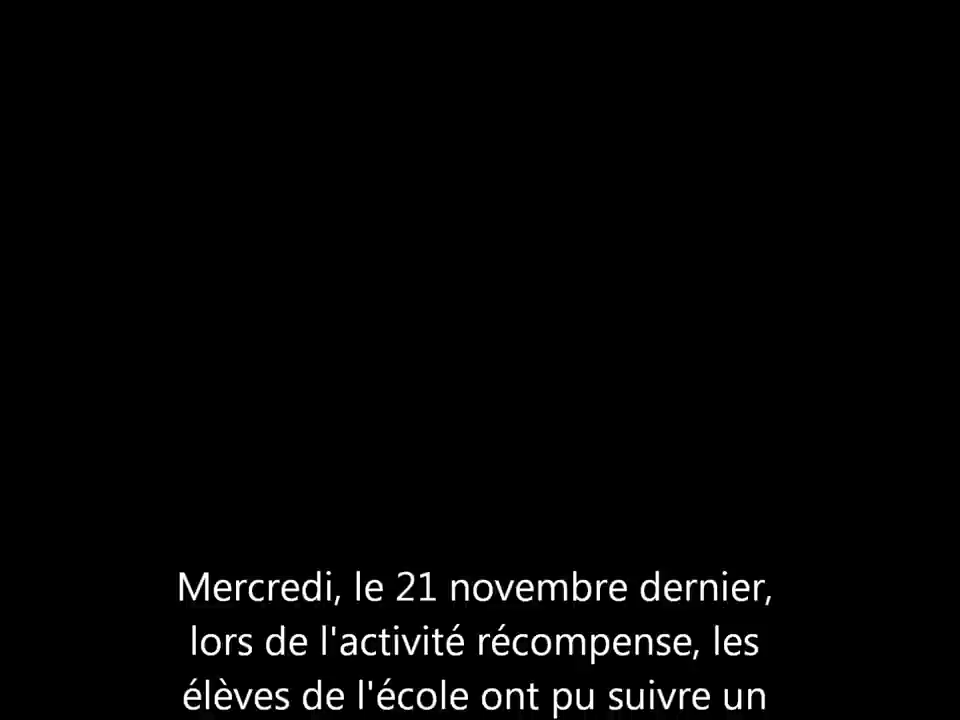 Mercredi, le 21 novembre dernier,
lors de l'activité récompense, les
élèves de l'école ont pu suivre un